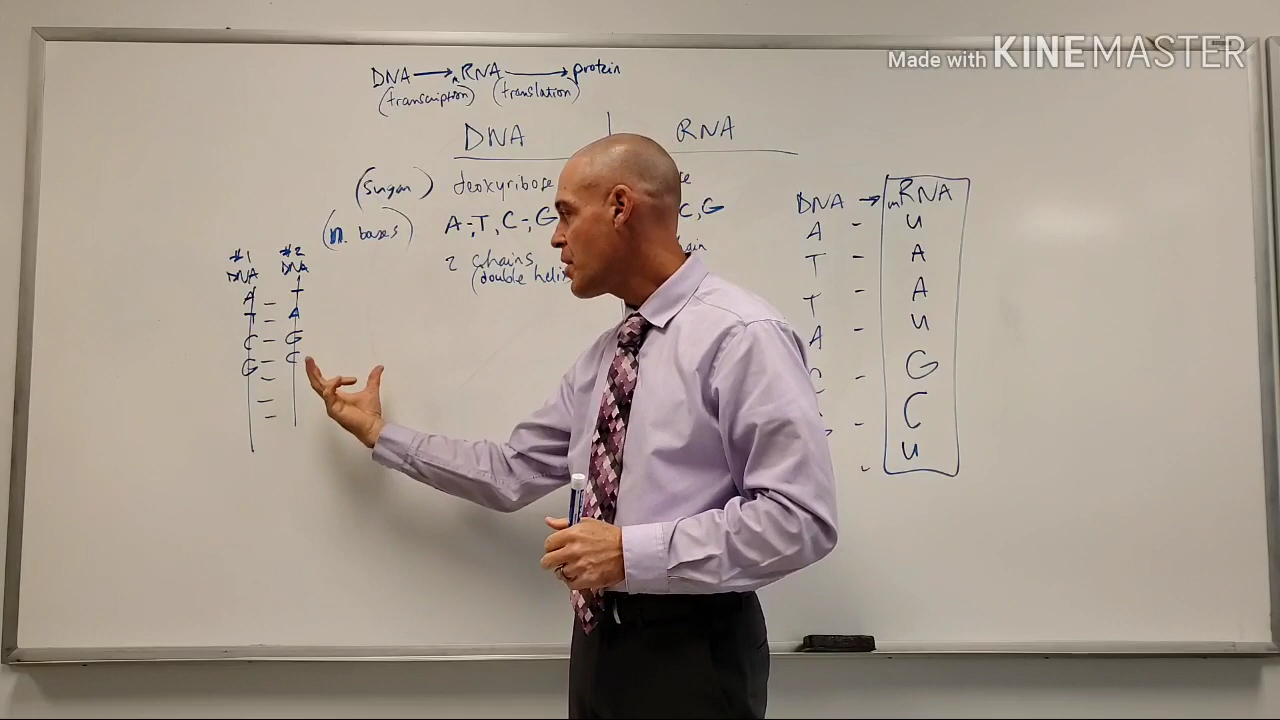 Made with KINEMASTER
DNA → mRNA → protein
(transcription) (translation)
DNA RNA
(sugar) deoxyribose
(n. bases) A-T, C-G C, G
2 chains
(double helix
#1 #2
DNA DNA
A - T
T - A
C - G
G - C
-
-
-
DNA → mRNA
A - U
T - A
T - A
A - U
C - G
- C
- U